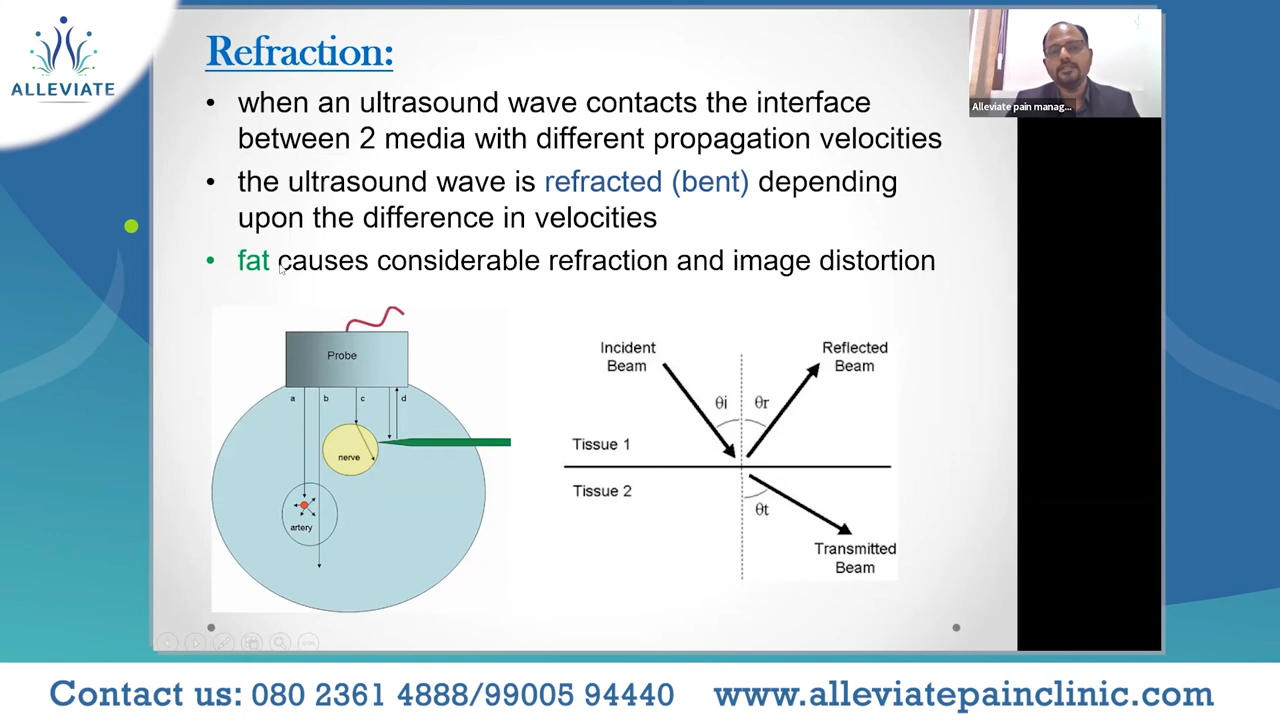 ALLEVIATE
Refraction:
• when an ultrasound wave contacts the interface
between 2 media with different propagation velocities
• the ultrasound wave is refracted (bent) depending
upon the difference in velocities
• fat causes considerable refraction and image distortion
Alleviate pain manag...
Probe
a b c d
nerve
artery
Incident
Beam
Reflected
Beam
θi θr
Tissue 1
Tissue 2
θt
Transmitted
Beam
Contact us: 080 2361 4888/99005 94440 www.alleviatepainclinic.com